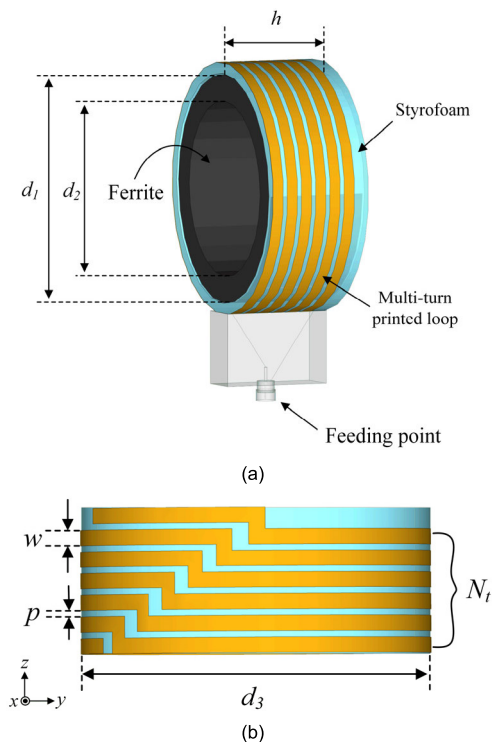 h
Styrofoam
d1
d2
Ferrite
Multi-turn
printed loop
Feeding point
(a)
w
p
Nt
z
x
y
d3
(b)